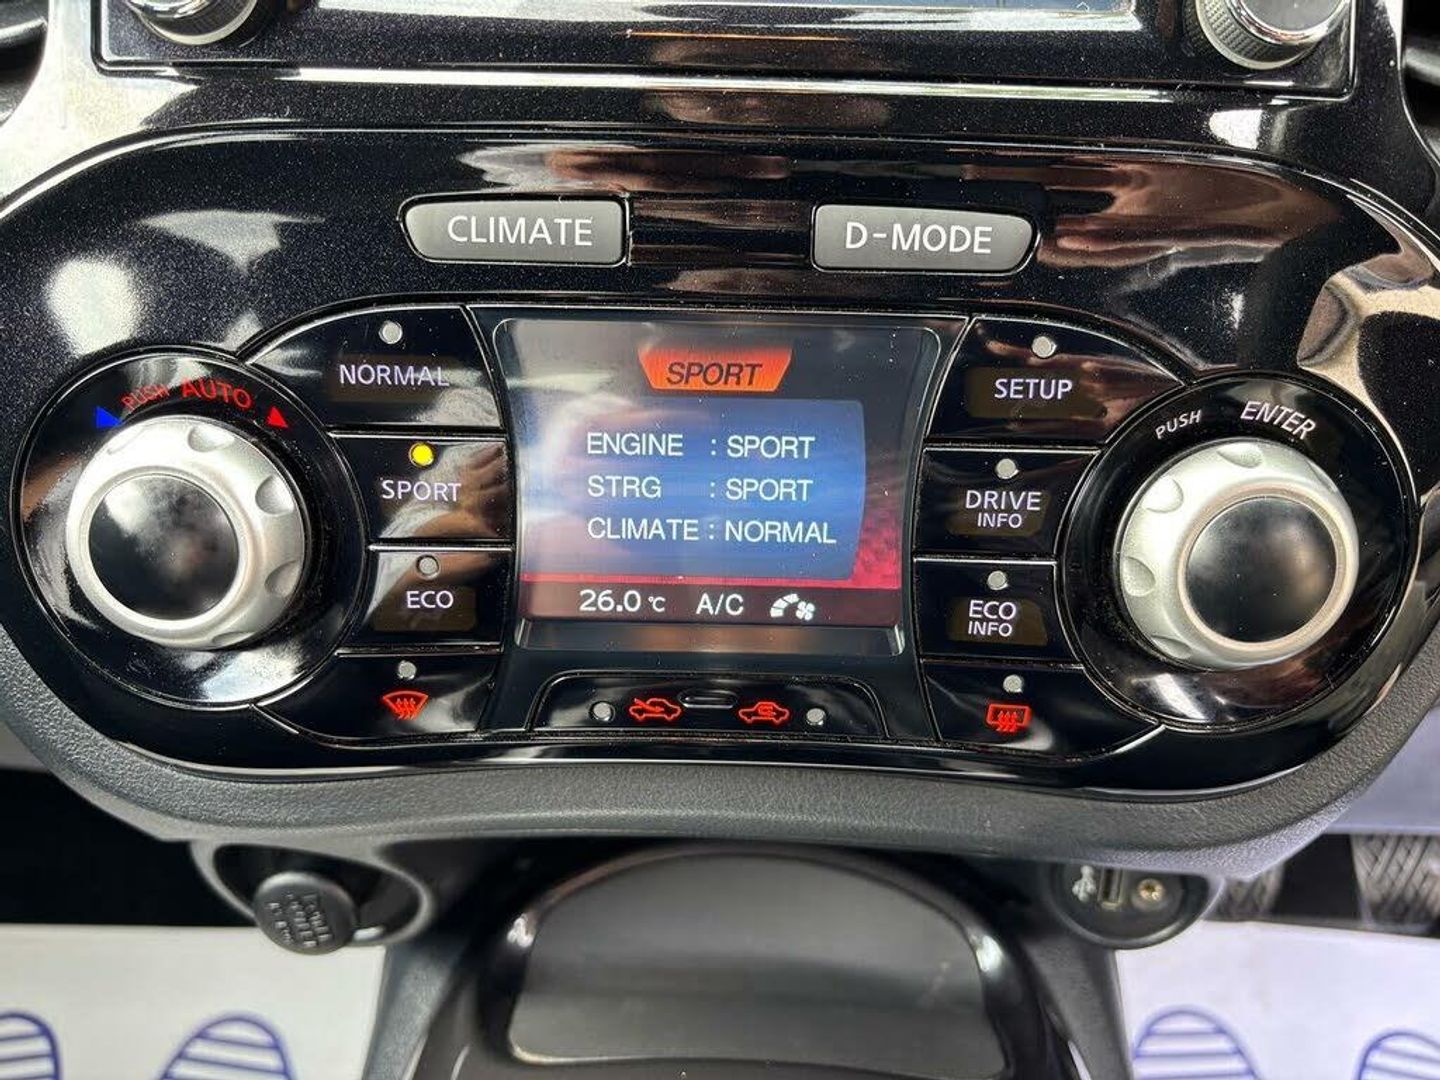 CLIMATE
D-MODE
PUSH AUTO
NORMAL
SPORT
ECO
SPORT
ENGINE : SPORT
STRG : SPORT
CLIMATE : NORMAL
26.0 °C A/C
SETUP
DRIVE
INFO
ECO
INFO
PUSH ENTER